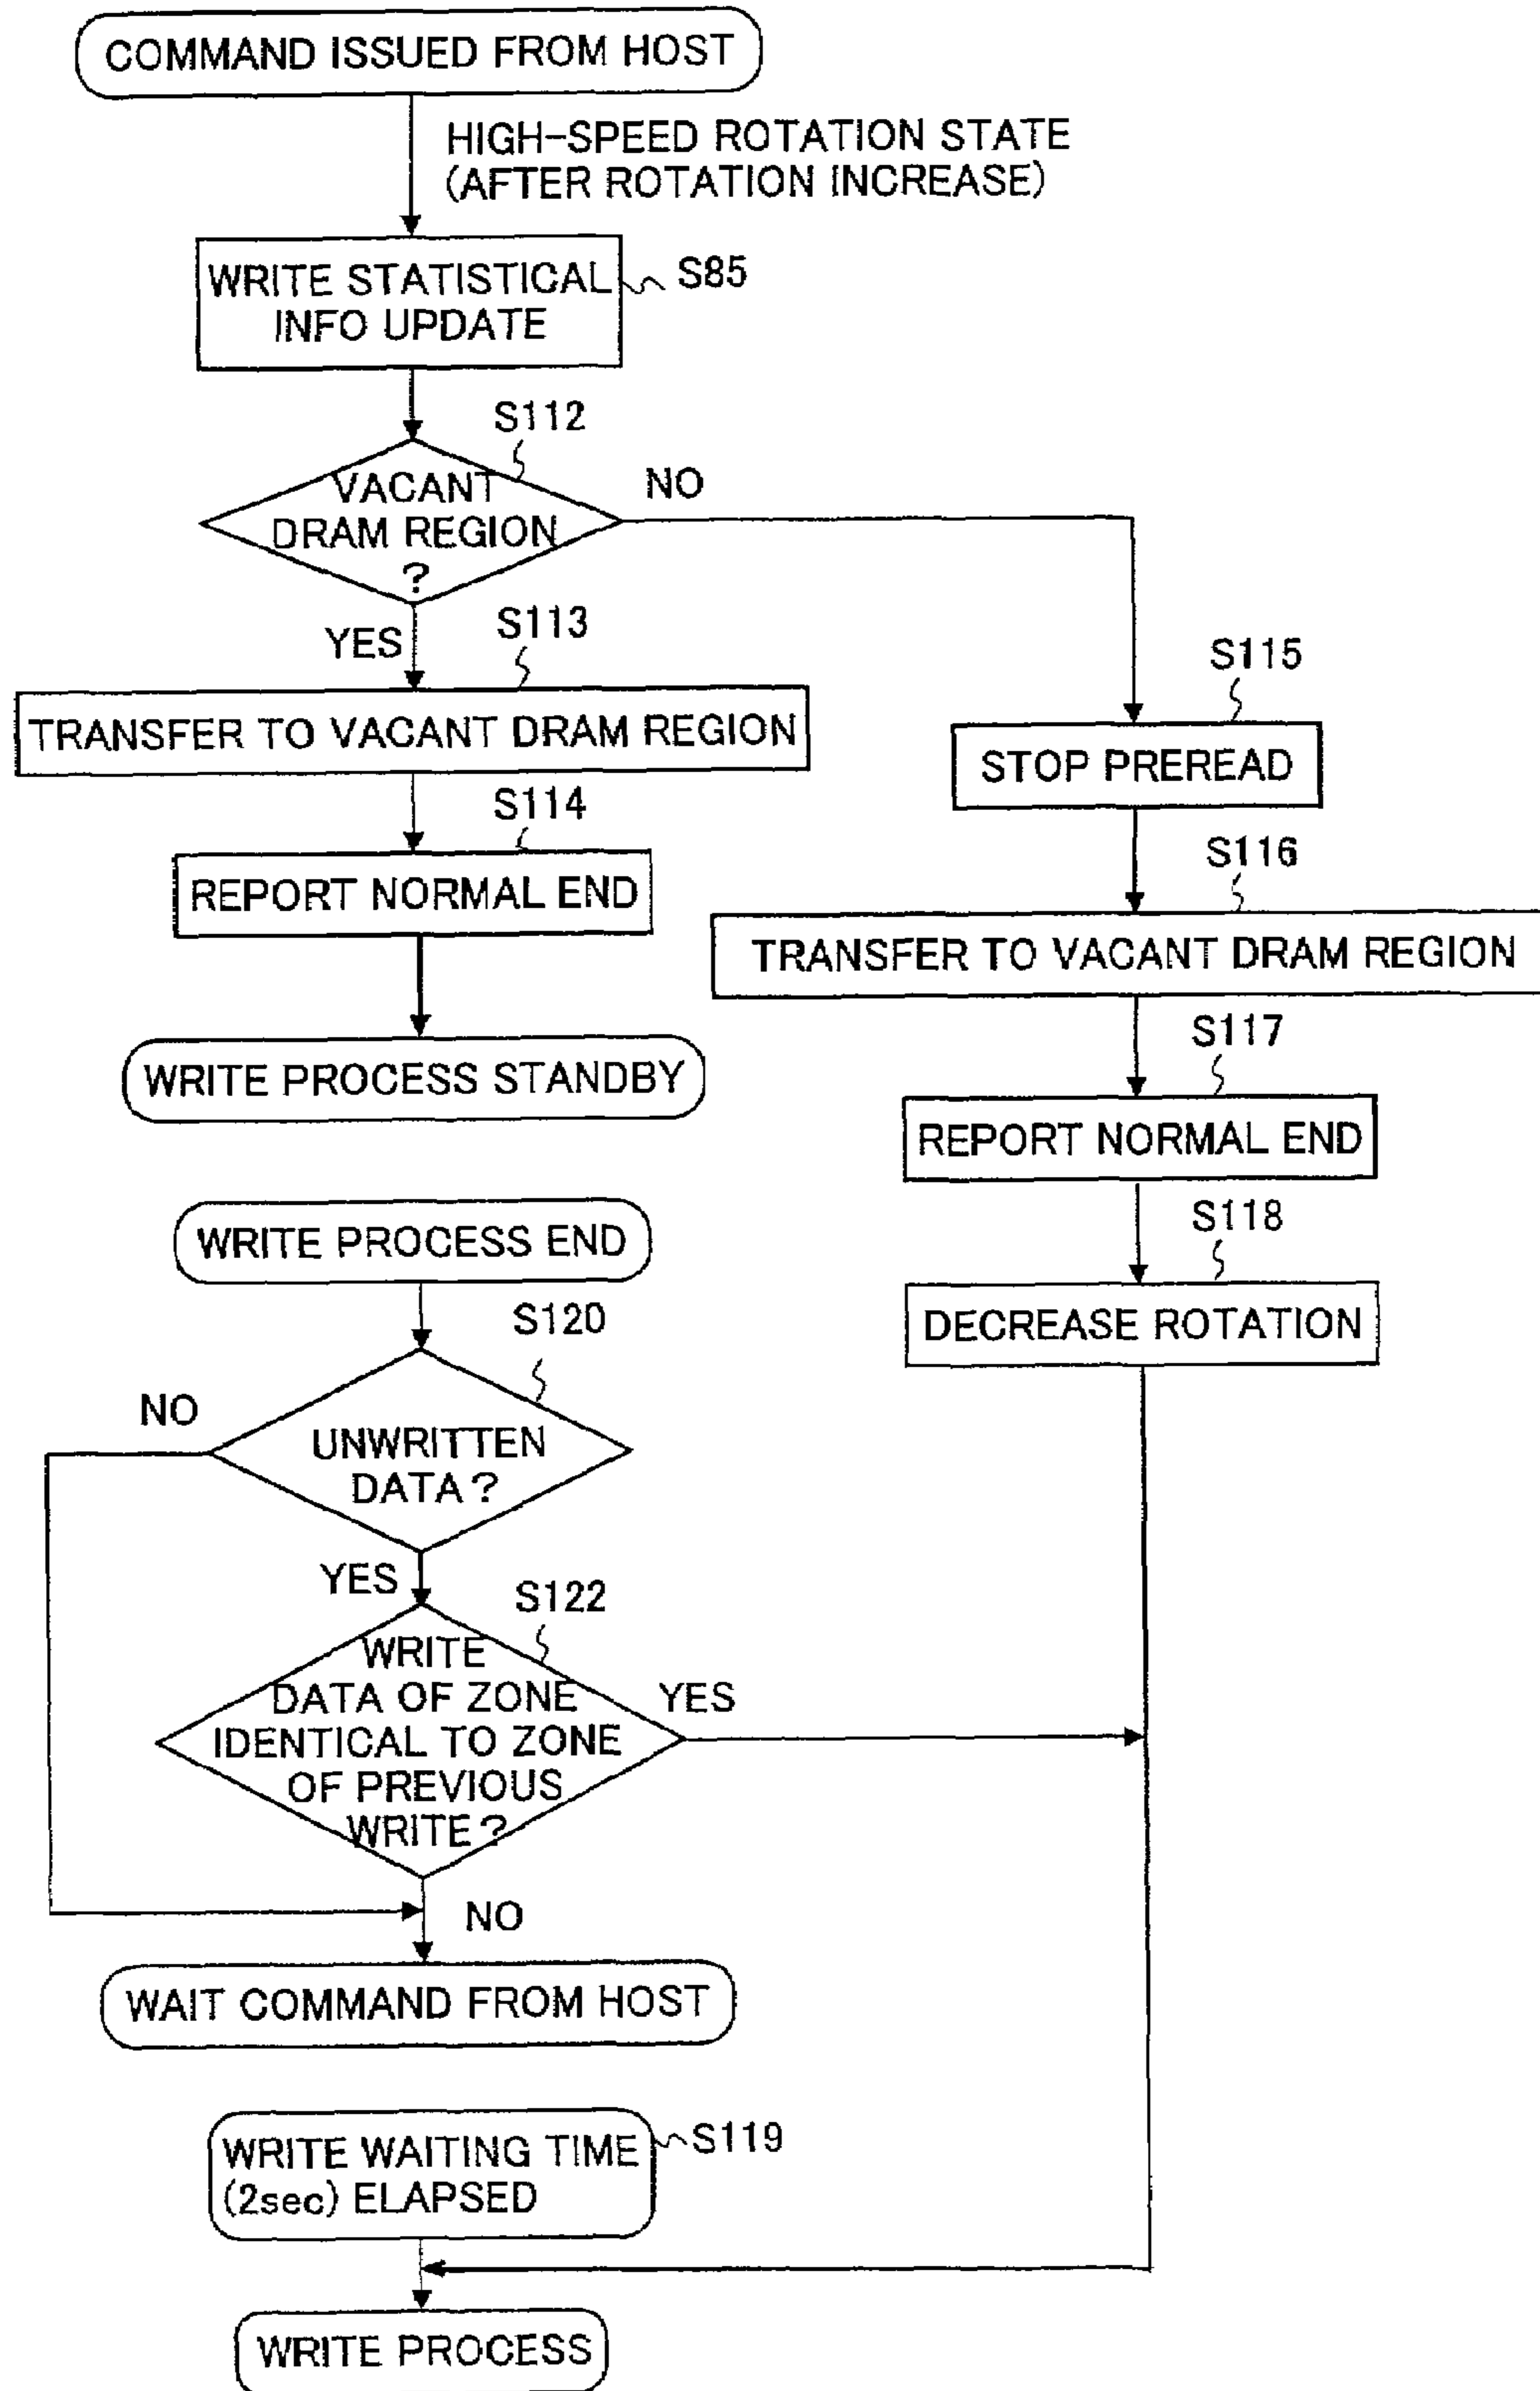 COMMAND ISSUED FROM HOST
HIGH-SPEED ROTATION STATE
(AFTER ROTATION INCREASE)
WRITE STATISTICAL
INFO UPDATE
S85
S112
VACANT
DRAM REGION
?
NO
YES
S113
TRANSFER TO VACANT DRAM REGION
S114
REPORT NORMAL END
WRITE PROCESS STANDBY
S115
STOP PREREAD
S116
TRANSFER TO VACANT DRAM REGION
S117
REPORT NORMAL END
S118
DECREASE ROTATION
WRITE PROCESS END
S120
NO
UNWRITTEN
DATA?
YES
S122
WRITE
DATA OF ZONE
IDENTICAL TO ZONE
OF PREVIOUS
WRITE?
YES
NO
WAIT COMMAND FROM HOST
WRITE WAITING TIME
(2sec) ELAPSED
S119
WRITE PROCESS